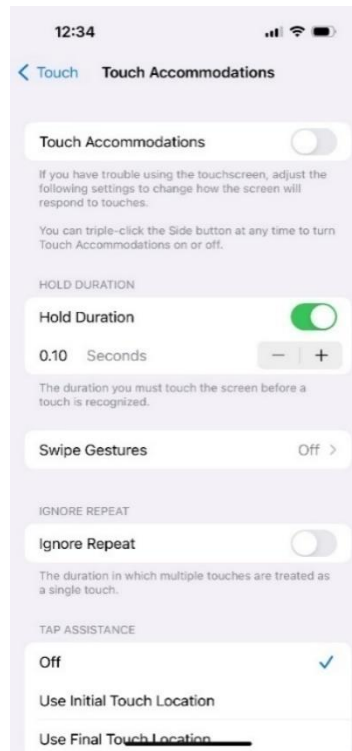 12:34
Touch Touch Accommodations
Touch Accommodations
If you have trouble using the touchscreen, adjust the
following settings to change how the screen will
respond to touches.
You can triple-click the Side button at any time to turn
Touch Accommodations on or off.
HOLD DURATION
Hold Duration
0.10 Seconds − +
The duration you must touch the screen before a
touch is recognized.
Swipe Gestures Off
IGNORE REPEAT
Ignore Repeat
The duration in which multiple touches are treated as
a single touch.
TAP ASSISTANCE
Off
Use Initial Touch Location
Use Final Touch Location